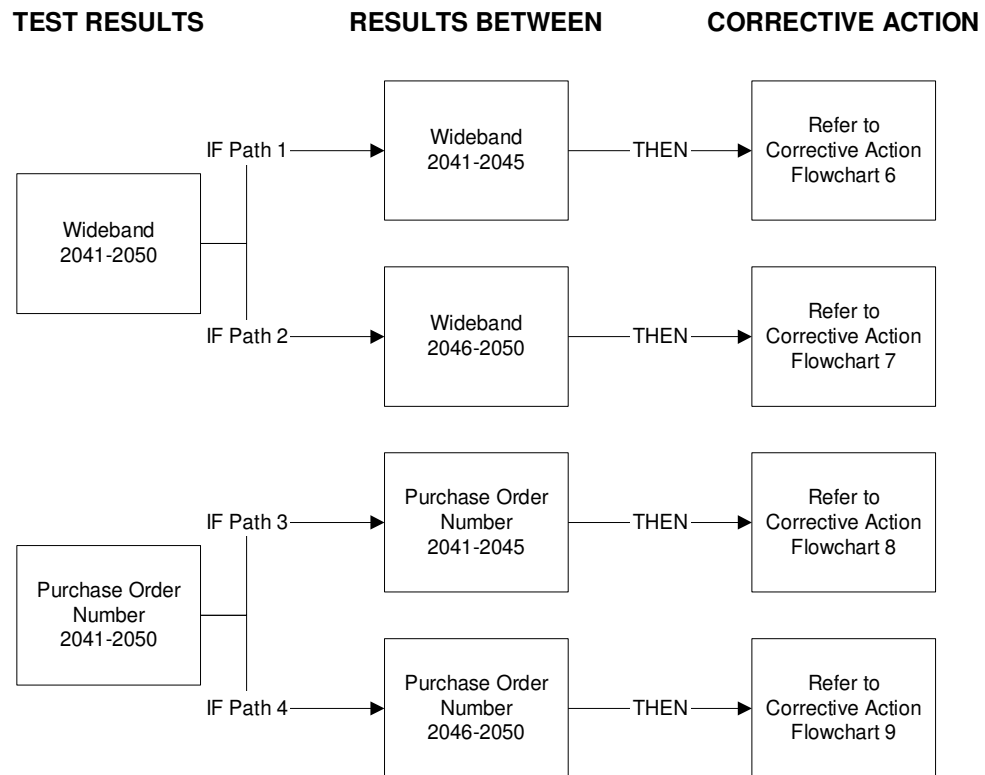 TEST RESULTS
RESULTS BETWEEN
CORRECTIVE ACTION
Wideband
2041-2050
IF Path 1
Wideband
2041-2045
THEN
Refer to
Corrective Action
Flowchart 6
IF Path 2
Wideband
2046-2050
THEN
Refer to
Corrective Action
Flowchart 7
Purchase Order
Number
2041-2050
IF Path 3
Purchase Order
Number
2041-2045
THEN
Refer to
Corrective Action
Flowchart 8
IF Path 4
Purchase Order
Number
2046-2050
THEN
Refer to
Corrective Action
Flowchart 9